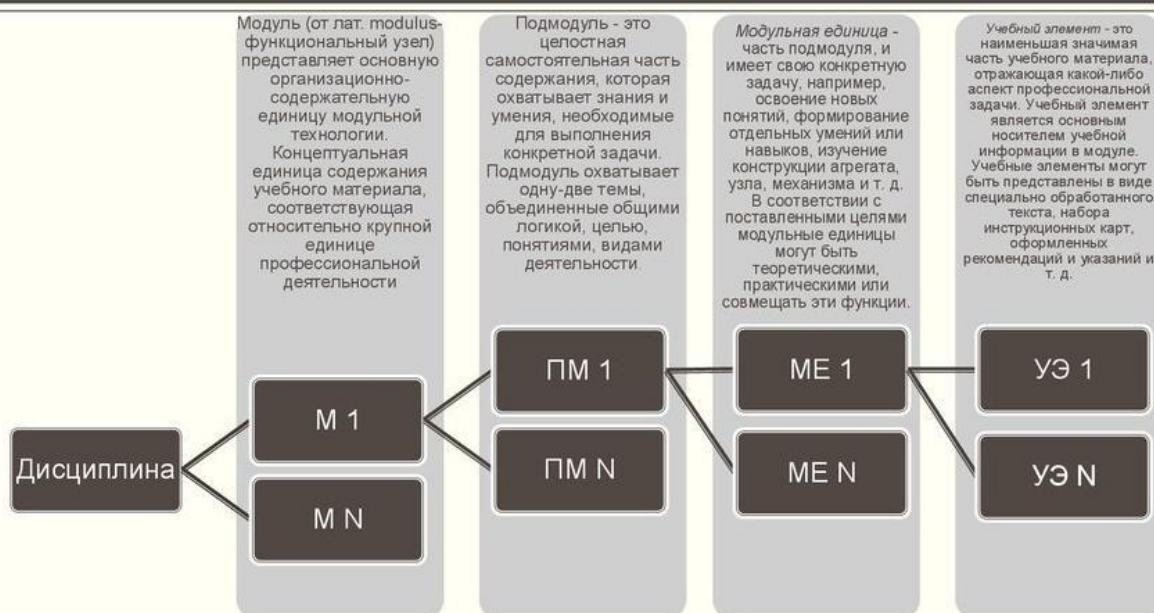 Модуль (от лат. modulus-
функциональный узел)
представляет основную
организационно-
содержательную
единицу модульной
технологии.
Концептуальная
единица содержания
учебного материала,
соответствующая
относительно крупной
единице
профессиональной
деятельности
Подмодуль - это
целостная
самостоятельная часть
содержания, которая
охватывает знания и
умения, необходимые
для выполнения
конкретной задачи.
Подмодуль охватывает
одну-две темы,
объединенные общими
логикой, целью,
понятиями, видами
деятельности.
Модульная единица -
часть подмодуля, и
имеет свою конкретную
задачу, например,
освоение новых
понятий, формирование
отдельных умений или
навыков, изучение
конструкции агрегата,
узла, механизма и т. д.
В соответствии с
поставленными целями
модульные единицы
могут быть
теоретическими,
практическими или
совмещать эти функции.
Учебный элемент - это
наименьшая значимая
часть учебного материала,
отражающая какой-либо
аспект профессиональной
задачи. Учебный элемент
является основным
носителем учебной
информации в модуле.
Учебные элементы могут
быть представлены в виде
специально обработанного
текста, набора
инструкционных карт,
оформленных
рекомендаций и указаний и
т. д.
Дисциплина
М 1
М N
ПМ 1
ПМ N
МЕ 1
МЕ N
УЭ 1
УЭ N